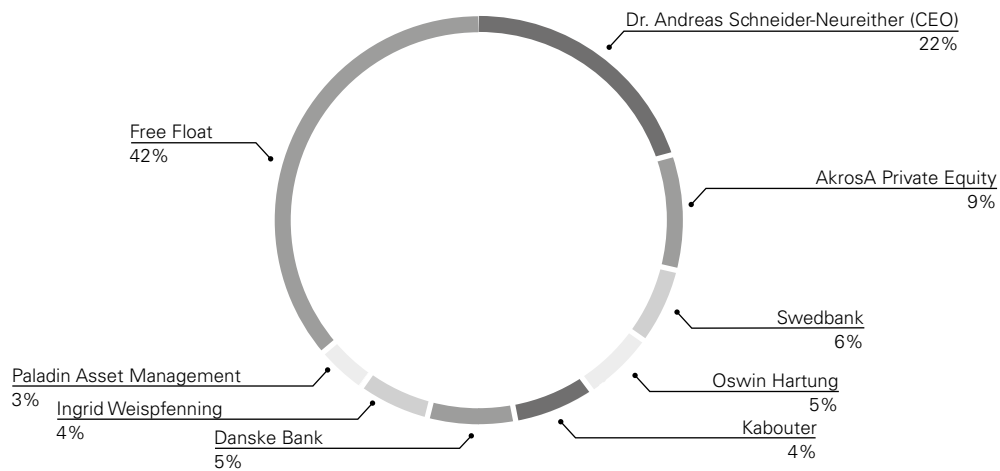 Dr. Andreas Schneider-Neureither (CEO)
22%
Free Float
42%
AkrosA Private Equity
9%
Swedbank
6%
Oswin Hartung
5%
Kabouter
4%
Paladin Asset Management
3%
Ingrid Weispfenning
4%
Danske Bank
5%